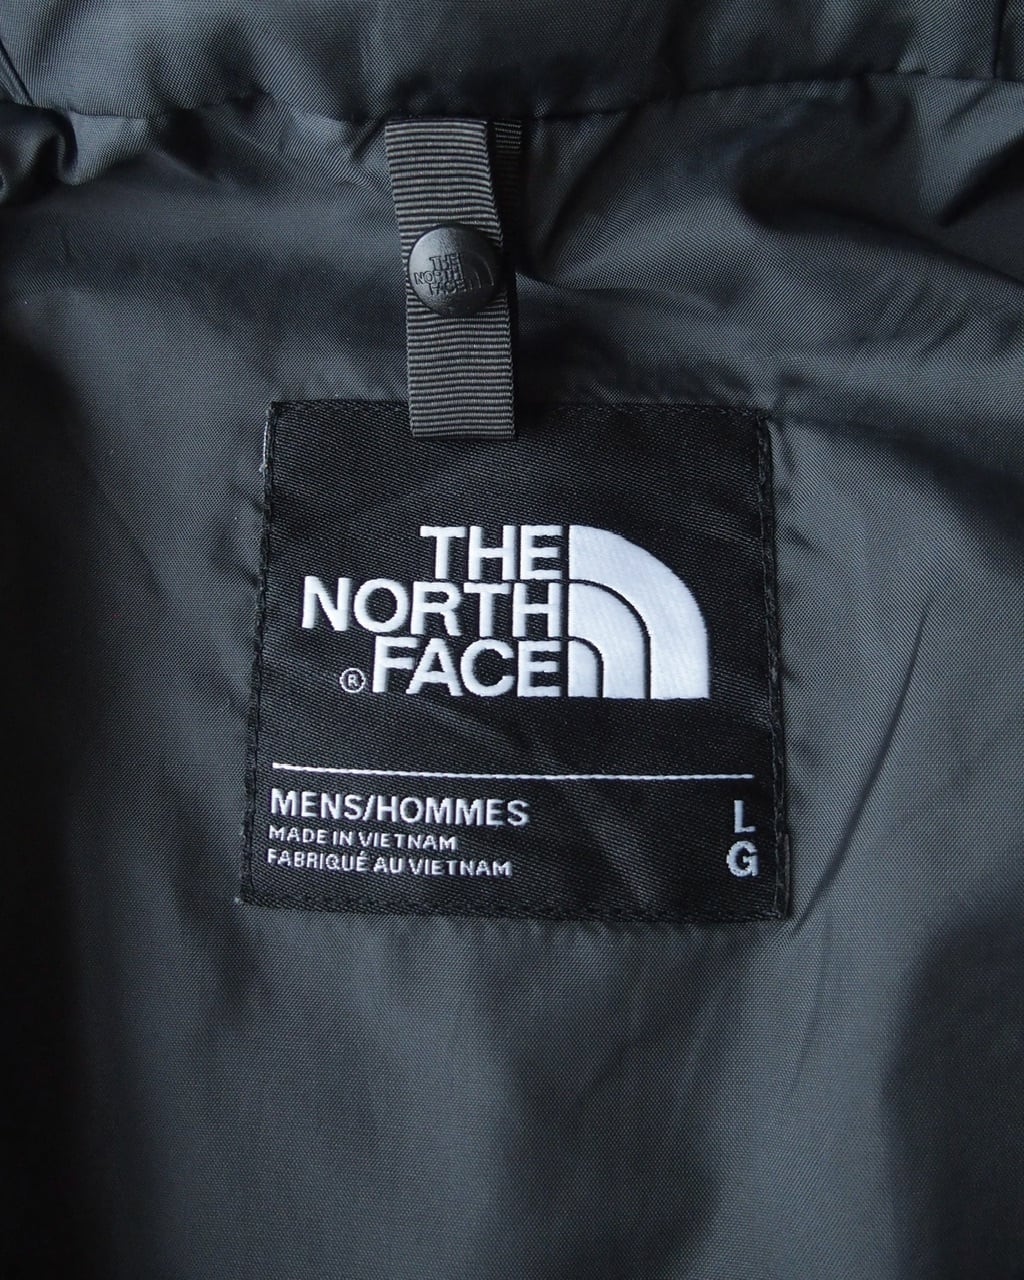 THE
NORTH
FACE
THE
NORTH
® FACE
MENS/HOMMES
MADE IN VIETNAM
FABRIQUÉ AU VIETNAM
L
G